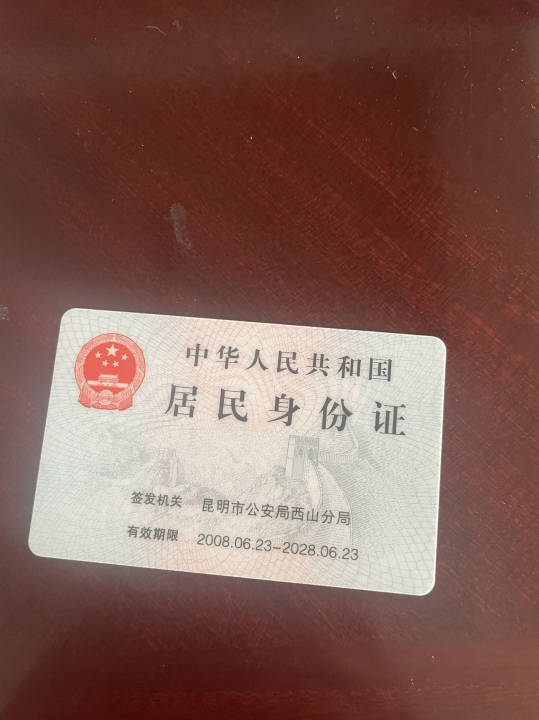 中华人民共和国
居民身份证
签发机关 昆明市公安局西山分局
有效期限 2008.06.23-2028.06.23